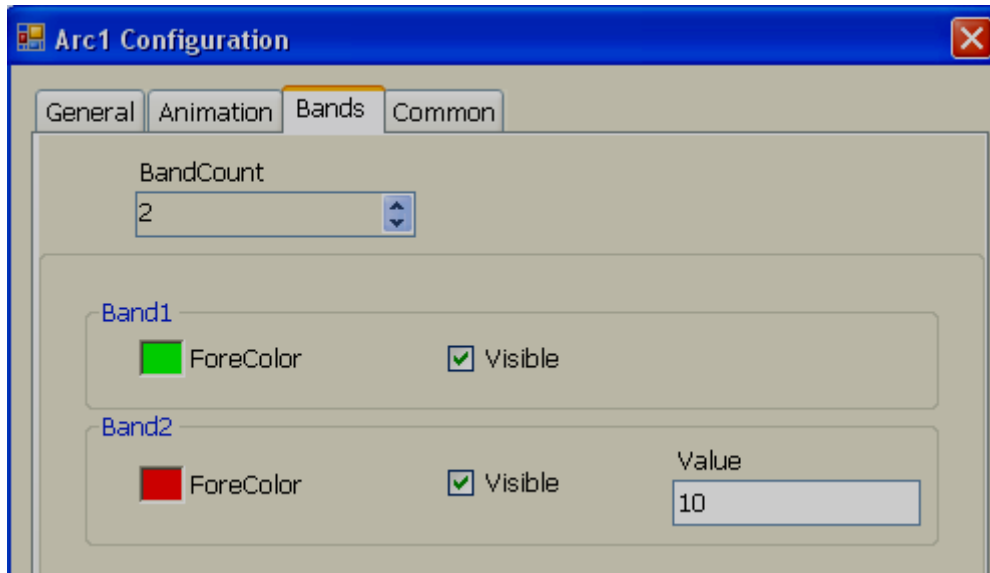 Arc1 Configuration
General Animation Bands Common
BandCount
2
Band1
ForeColor Visible
Band2
Value
ForeColor Visible
10